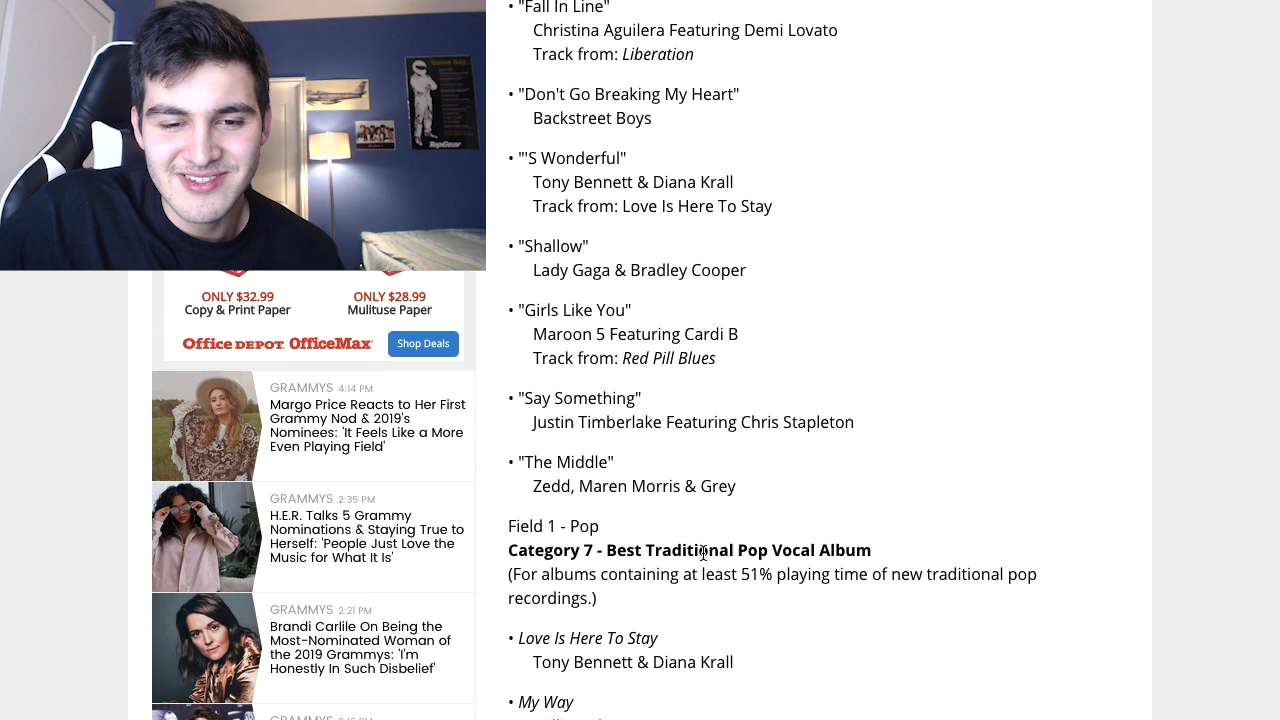 "Some Say...
TopGear
• "Fall In Line"
Christina Aguilera Featuring Demi Lovato
Track from: Liberation
• "Don't Go Breaking My Heart"
Backstreet Boys
• "'S Wonderful"
Tony Bennett & Diana Krall
Track from: Love Is Here To Stay
• "Shallow"
Lady Gaga & Bradley Cooper
• "Girls Like You"
Maroon 5 Featuring Cardi B
Track from: Red Pill Blues
• "Say Something"
Justin Timberlake Featuring Chris Stapleton
• "The Middle"
Zedd, Maren Morris & Grey
Field 1 - Pop
Category 7 - Best Traditional Pop Vocal Album
(For albums containing at least 51% playing time of new traditional pop
recordings.)
• Love Is Here To Stay
Tony Bennett & Diana Krall
• My Way
ONLY $32.99
Copy & Print Paper
ONLY $28.99
Mulituse Paper
Office DEPOT OfficeMax
Shop Deals
GRAMMYS 4:14 PM
Margo Price Reacts to Her First
Grammy Nod & 2019's
Nominees: 'It Feels Like a More
Even Playing Field'
GRAMMYS 2:35 PM
H.E.R. Talks 5 Grammy
Nominations & Staying True to
Herself: 'People Just Love the
Music for What It Is'
GRAMMYS 2:21 PM
Brandi Carlile On Being the
Most-Nominated Woman of
the 2019 Grammys: 'I'm
Honestly In Such Disbelief'
GRAMMYS